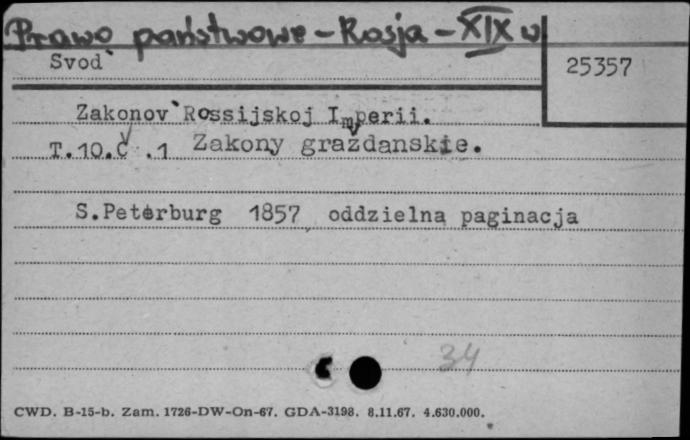 Prawo państwowe - Rosja - XIX w
Svod
25357
Zakonov Rossijskoj Imperii.
T.10.Č .1 Zakony graždanskie.
S.Peterburg 1857 oddzielna paginacja
34
CWD. B-15-b. Zam. 1726-DW-On-67. GDA-3198. 8.11.67. 4.630.000.